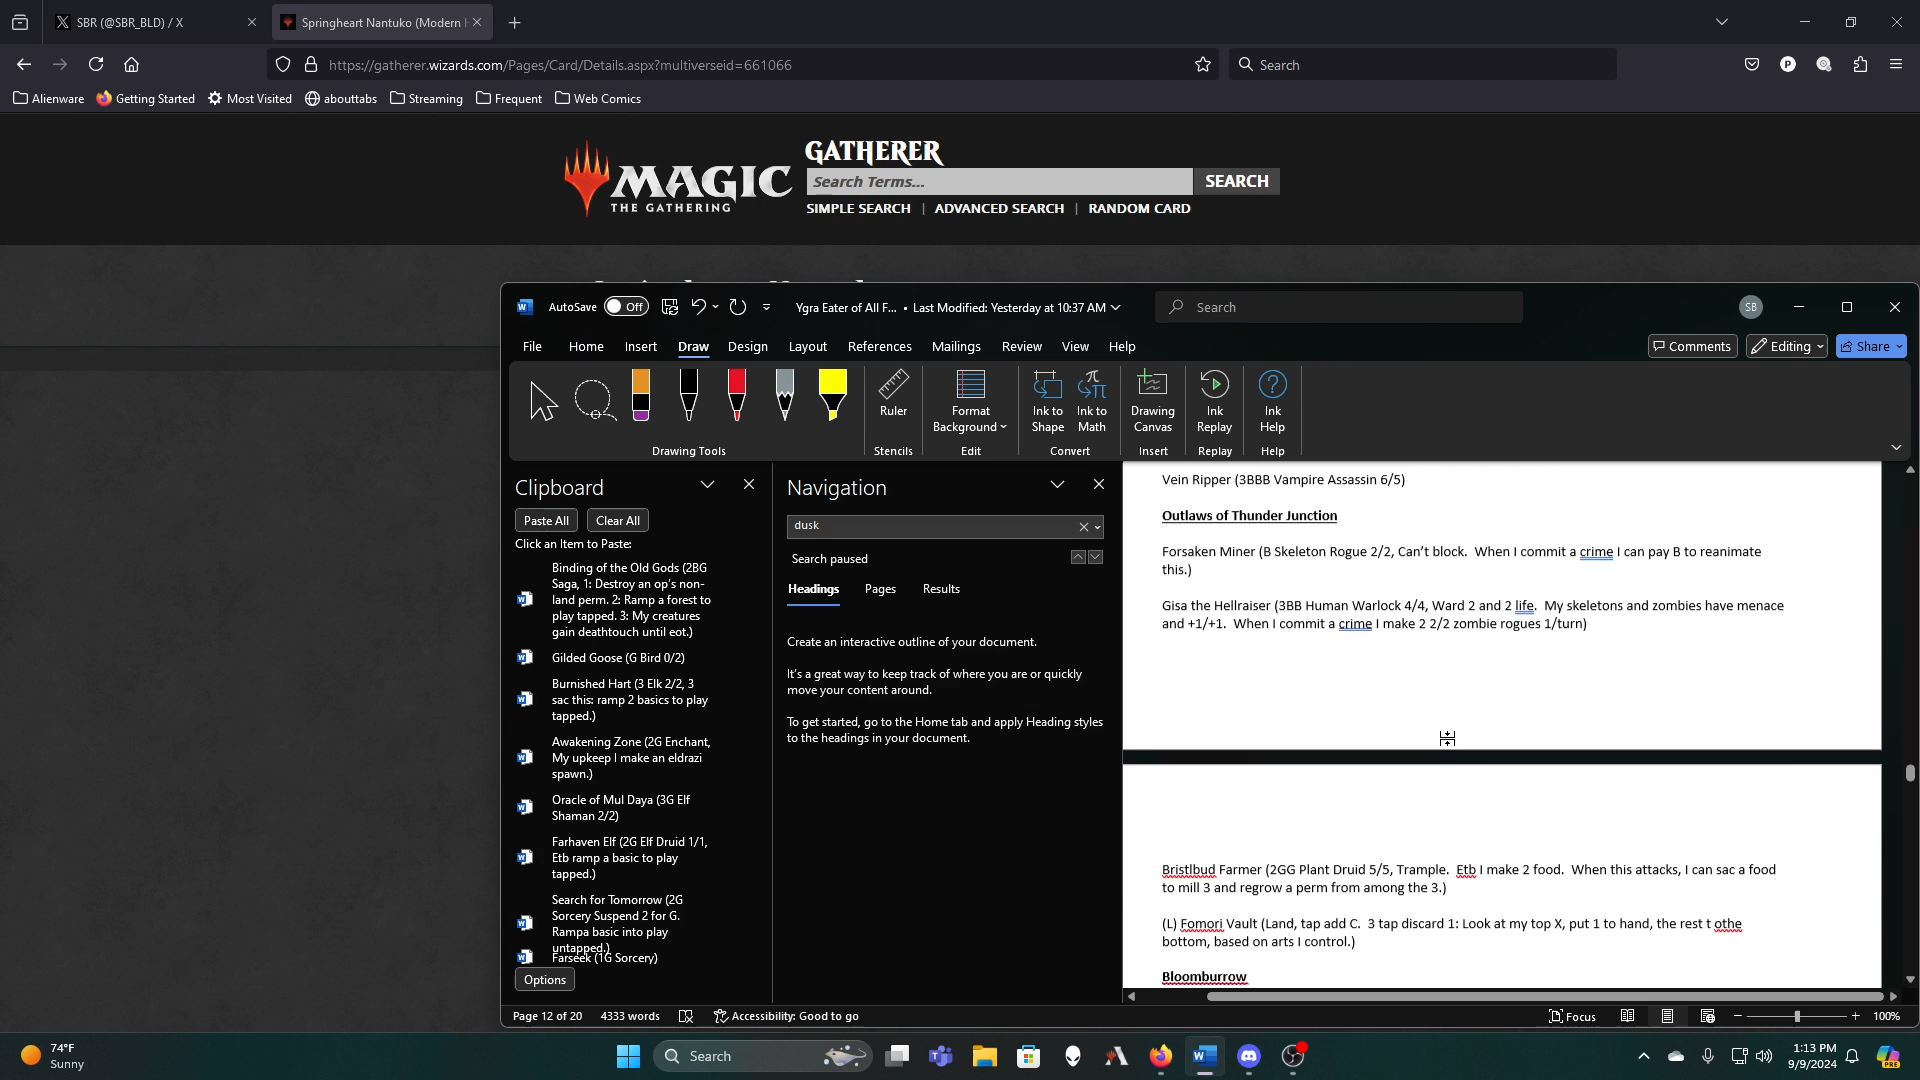 SBR (@SBR_BLD) / X
Springheart Nantuko (Modern H
https://gatherer.wizards.com/Pages/Card/Details.aspx?multiverseid=661066
Search
Alienware
Getting Started
Most Visited
abouttabs
Streaming
Frequent
Web Comics
MAGIC
THE GATHERING
GATHERER
Search Terms...
SEARCH
SIMPLE SEARCH | ADVANCED SEARCH | RANDOM CARD
AutoSave Off
Ygra Eater of All F... • Last Modified: Yesterday at 10:37 AM
Search
SB
File Home Insert Draw Design Layout References Mailings Review View Help
Comments
Editing
Share
Ruler
Format
Background
Ink to
Shape
Ink to
Math
Drawing
Canvas
Ink
Replay
Ink
Help
Drawing Tools
Stencils
Edit
Convert
Insert
Replay
Help
Clipboard
Paste All
Clear All
Click an Item to Paste:
Binding of the Old Gods (2BG
Saga, 1: Destroy an op's non-
land perm. 2: Ramp a forest to
play tapped. 3: My creatures
gain deathtouch until eot.)
Gilded Goose (G Bird 0/2)
Burnished Hart (3 Elk 2/2, 3
sac this: ramp 2 basics to play
tapped.)
Awakening Zone (2G Enchant,
My upkeep I make an eldrazi
spawn.)
Oracle of Mul Daya (3G Elf
Shaman 2/2)
Farhaven Elf (2G Elf Druid 1/1,
Etb ramp a basic to play
tapped.)
Search for Tomorrow (2G
Sorcery Suspend 2 for G.
Rampa basic into play
untapped.)
Farseek (1G Sorcery)
Options
Navigation
dusk
Search paused
Headings
Pages
Results
Create an interactive outline of your document.
It's a great way to keep track of where you are or quickly
move your content around.
To get started, go to the Home tab and apply Heading styles
to the headings in your document.
Vein Ripper (3BBB Vampire Assassin 6/5)
Outlaws of Thunder Junction
Forsaken Miner (B Skeleton Rogue 2/2, Can't block.  When I commit a crime I can pay B to reanimate
this.)
Gisa the Hellraiser (3BB Human Warlock 4/4, Ward 2 and 2 life.  My skeletons and zombies have menace
and +1/+1.  When I commit a crime I make 2 2/2 zombie rogues 1/turn)
Bristlbud Farmer (2GG Plant Druid 5/5, Trample.  Etb I make 2 food.  When this attacks, I can sac a food
to mill 3 and regrow a perm from among the 3.)
(L) Fomori Vault (Land, tap add C.  3 tap discard 1: Look at my top X, put 1 to hand, the rest t othe
bottom, based on arts I control.)
Bloomburrow
Page 12 of 20
4333 words
Accessibility: Good to go
Focus
100%
74°F
Sunny
Search
1:13 PM
9/9/2024
PRE